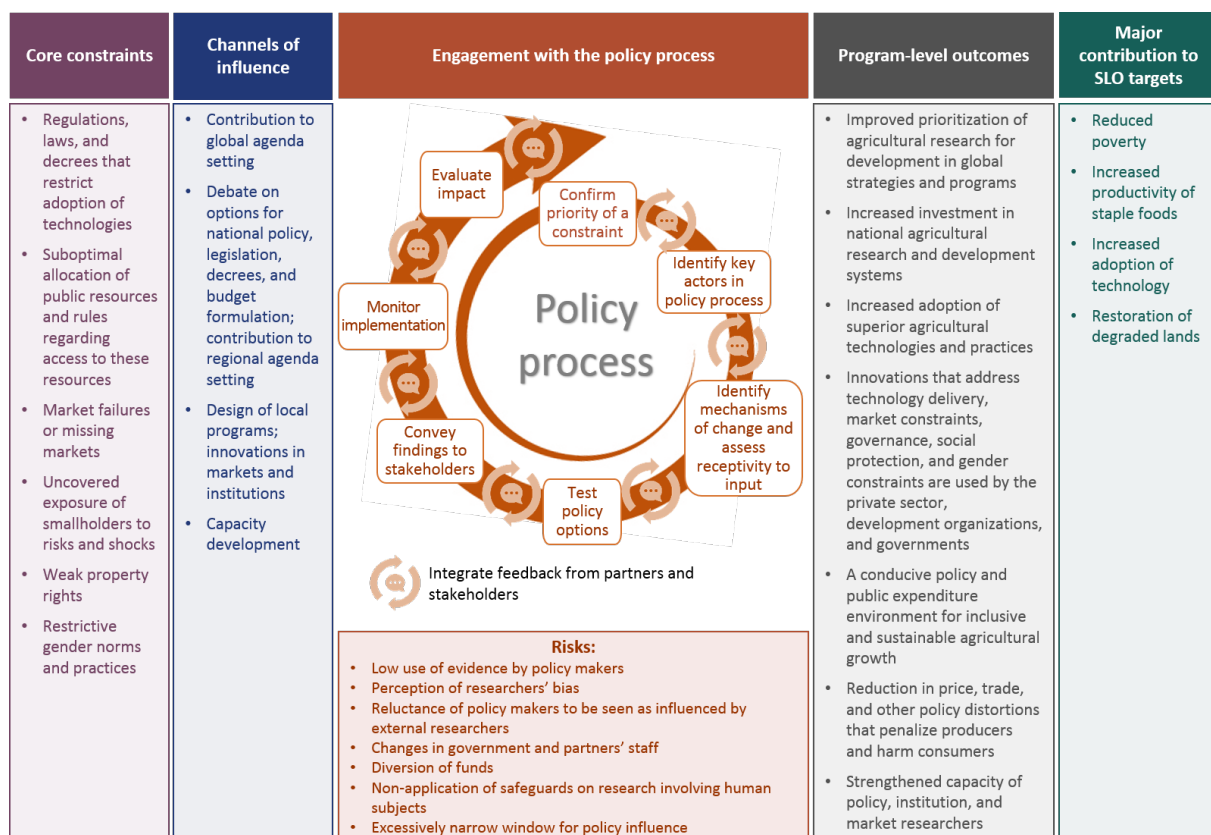 Core constraints
Regulations,
laws, and
decrees that
restrict
adoption of
technologies
Suboptimal
allocation of
public resources
and rules
regarding
access to these
resources
Market failures
or missing
markets
Uncovered
exposure of
smallholders to
risks and shocks
Weak property
rights
Restrictive
gender norms
and practices
Channels of
influence
Contribution to
global agenda
setting
Debate on
options for
national policy,
legislation,
decrees, and
budget
formulation;
contribution to
regional agenda
setting
Design of local
programs;
innovations in
markets and
institutions
Capacity
development
Engagement with the policy process
Policy
process
Confirm
priority of a
constraint
Identify key
actors in
policy process
Identify
mechanisms
of change and
assess
receptivity to
input
Test
policy
options
Convey
findings to
stakeholders
Monitor
implementation
Evaluate
impact
Integrate feedback from partners and
stakeholders
Risks:
• Low use of evidence by policy makers
• Perception of researchers' bias
• Reluctance of policy makers to be seen as influenced by
external researchers
• Changes in government and partners' staff
• Diversion of funds
• Non-application of safeguards on research involving human
subjects
• Excessively narrow window for policy influence
Program-level outcomes
Improved prioritization of
agricultural research for
development in global
strategies and programs
Increased investment in
national agricultural
research and development
systems
Increased adoption of
superior agricultural
technologies and practices
Innovations that address
technology delivery,
market constraints,
governance, social
protection, and gender
constraints are used by the
private sector,
development organizations,
and governments
A conducive policy and
public expenditure
environment for inclusive
and sustainable agricultural
growth
Reduction in price, trade,
and other policy distortions
that penalize producers
and harm consumers
Strengthened capacity of
policy, institution, and
market researchers
Major
contribution to
SLO targets
Reduced
poverty
Increased
productivity of
staple foods
Increased
adoption of
technology
Restoration of
degraded lands